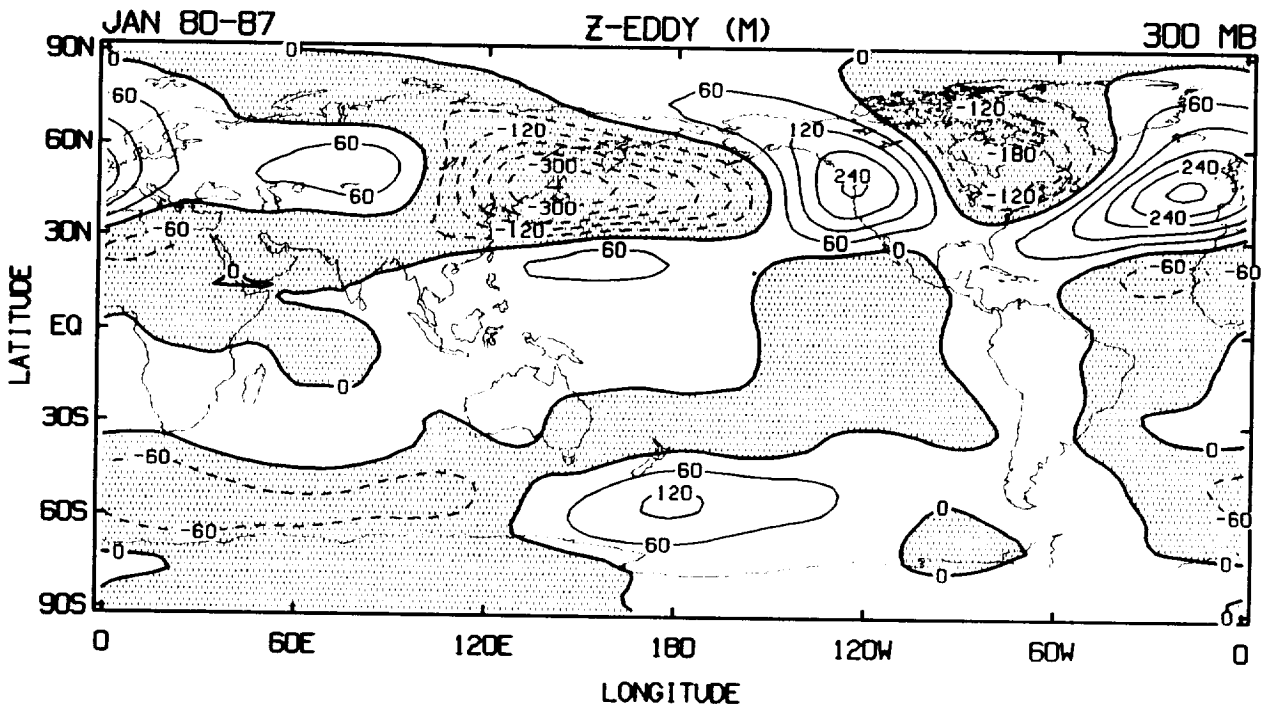 JAN 80-87 Z-EDDY (M) 300 MB
90N 0 0 0
60 60 60
-120 120 -120
60N 60 300 240 -180 240
60 300 -120
30N -60 -120 60 0 240
60 -60 -60
0
EQ
0
30S
0
-60 60
120
60S 0 -60
-60 60
0 0 0
90S 0
0 60E 120E 180 120W 60W 0
LATITUDE
LONGITUDE